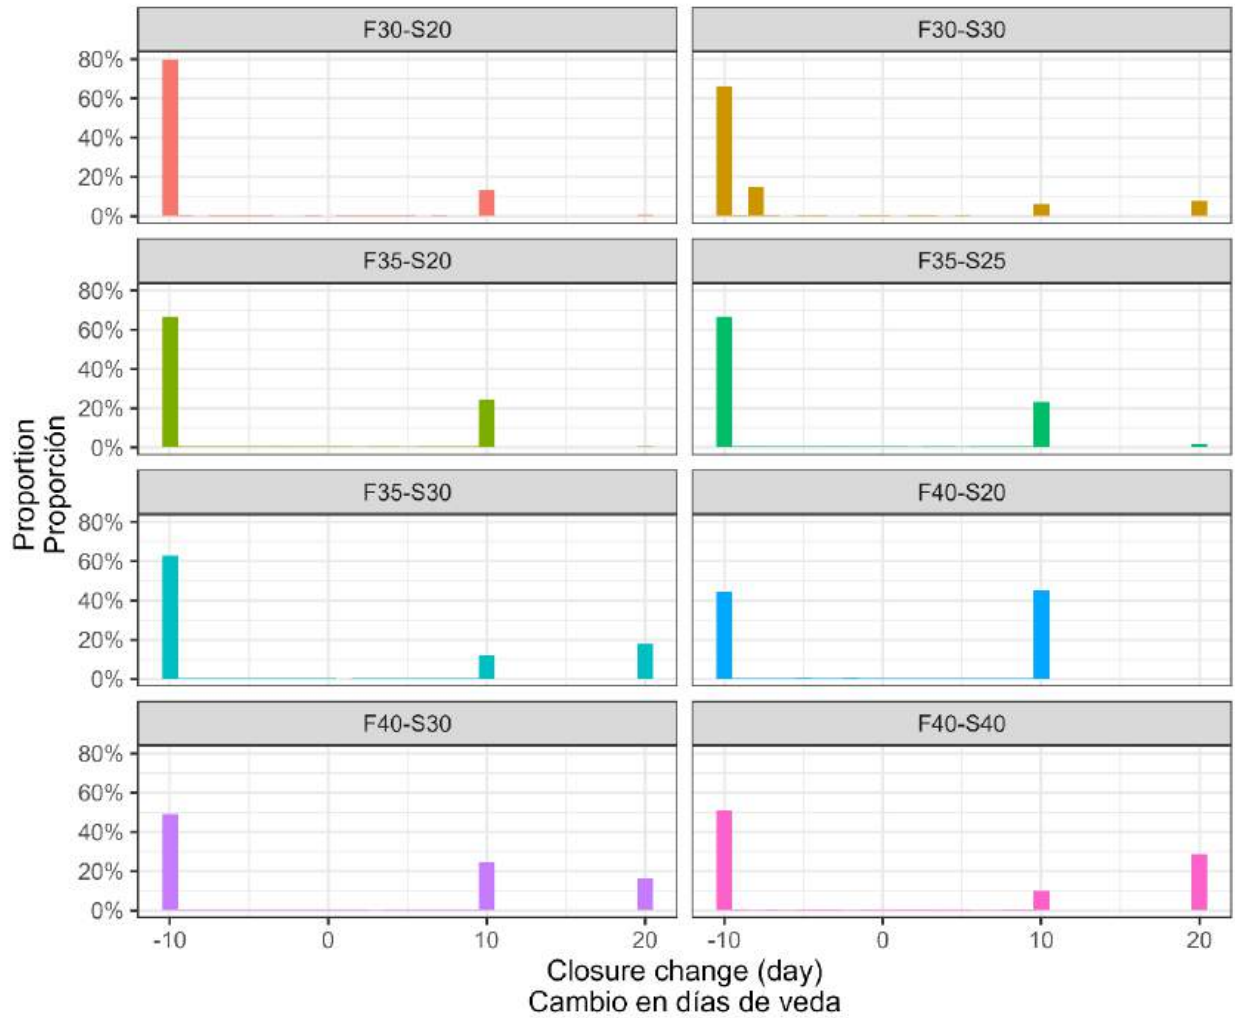 F30-S20
F30-S30
80%
60%
40%
20%
0%
F35-S20
F35-S25
80%
60%
40%
20%
0%
F35-S30
F40-S20
80%
60%
40%
20%
0%
F40-S30
F40-S40
80%
60%
40%
20%
0%
-10
0
10
20
-10
0
10
20
Proportion
Proporción
Closure change (day)
Cambio en días de veda